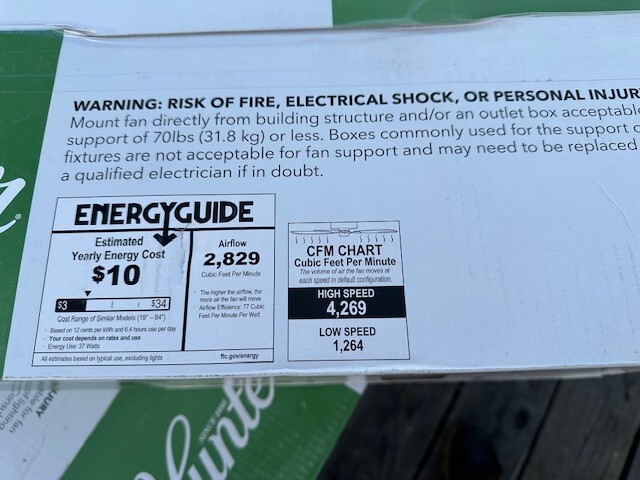 WARNING: RISK OF FIRE, ELECTRICAL SHOCK, OR PERSONAL INJUR
Mount fan directly from building structure and/or an outlet box acceptable
support of 70lbs (31.8 kg) or less. Boxes commonly used for the support
fixtures are not acceptable for fan support and may need to be replaced
a qualified electrician if in doubt.
ENERGYGUIDE
Estimated
Yearly Energy Cost
$10
$3 $34
Cost Range of Similar Models (19" – 84")
· Based on 12 cents per kWh and 6.4 hours use per day
· Your cost depends on rates and use
· Energy Use: 37 Watts
All estimates based on typical use, excluding lights
Airflow
2,829
Cubic Feet Per Minute
· The higher the airflow, the
more air the fan will move
· Airflow Efficiency: 77 Cubic
Feet Per Minute Per Watt
ftc.gov/energy
CFM CHART
Cubic Feet Per Minute
The volume of air the fan moves at
each speed in default configuration.
HIGH SPEED
4,269
LOW SPEED
1,264
Hunte